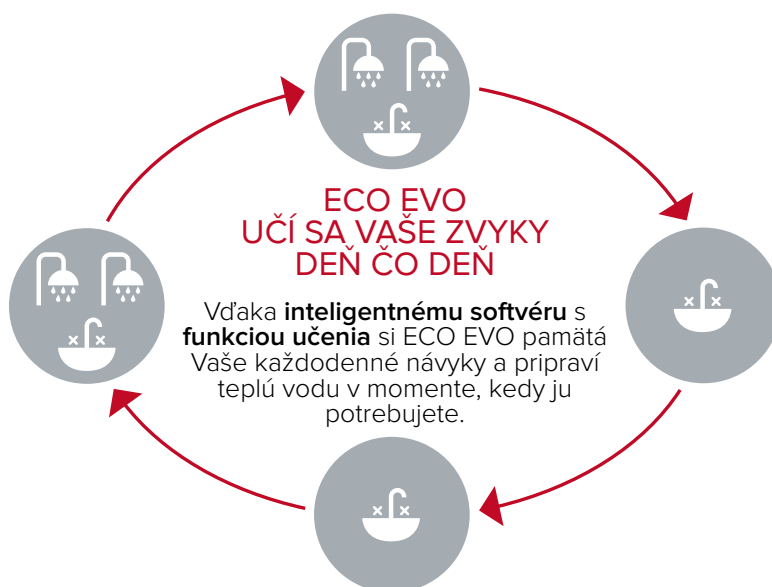 ECO EVO
UČÍ SA VAŠE ZVYKY
DEŇ ČO DEŇ
Vďaka inteligentnému softvéru s
funkciou učenia si ECO EVO pamätá
Vaše každodenné návyky a pripraví
teplú vodu v momente, kedy ju
potrebujete.